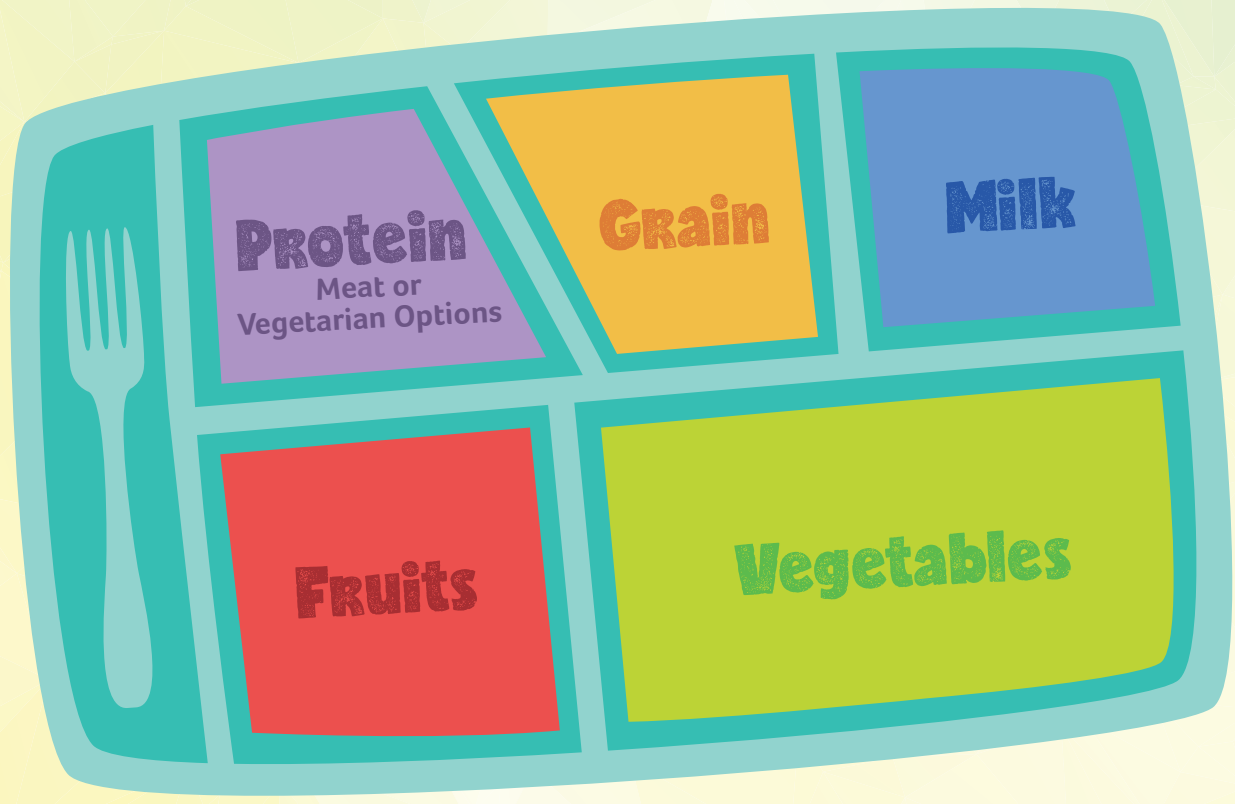 Protein
Meat or
Vegetarian Options
Grain
Milk
Fruits
Vegetables